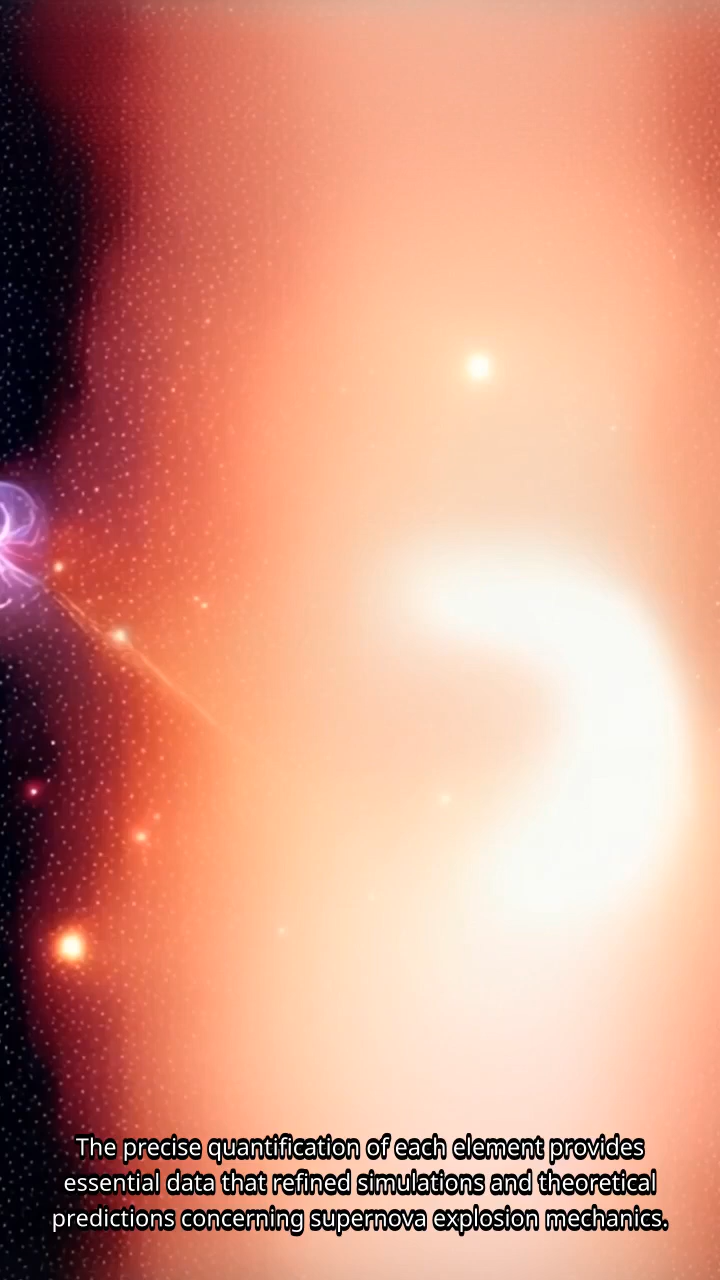 The precise quantification of each element provides
essential data that refined simulations and theoretical
predictions concerning supernova explosion mechanics.